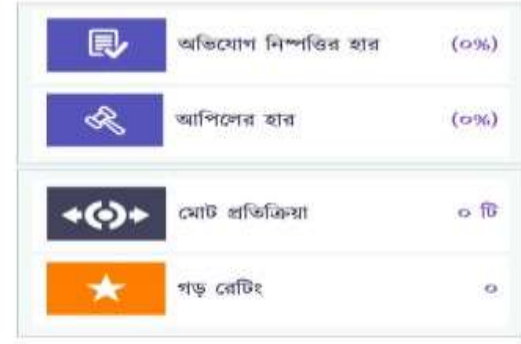 অভিযোগ নিষ্পত্তির হার (০%)
আপিলের হার (০%)
মোট প্রতিক্রিয়া ০ টি
গড় রেটিং ০